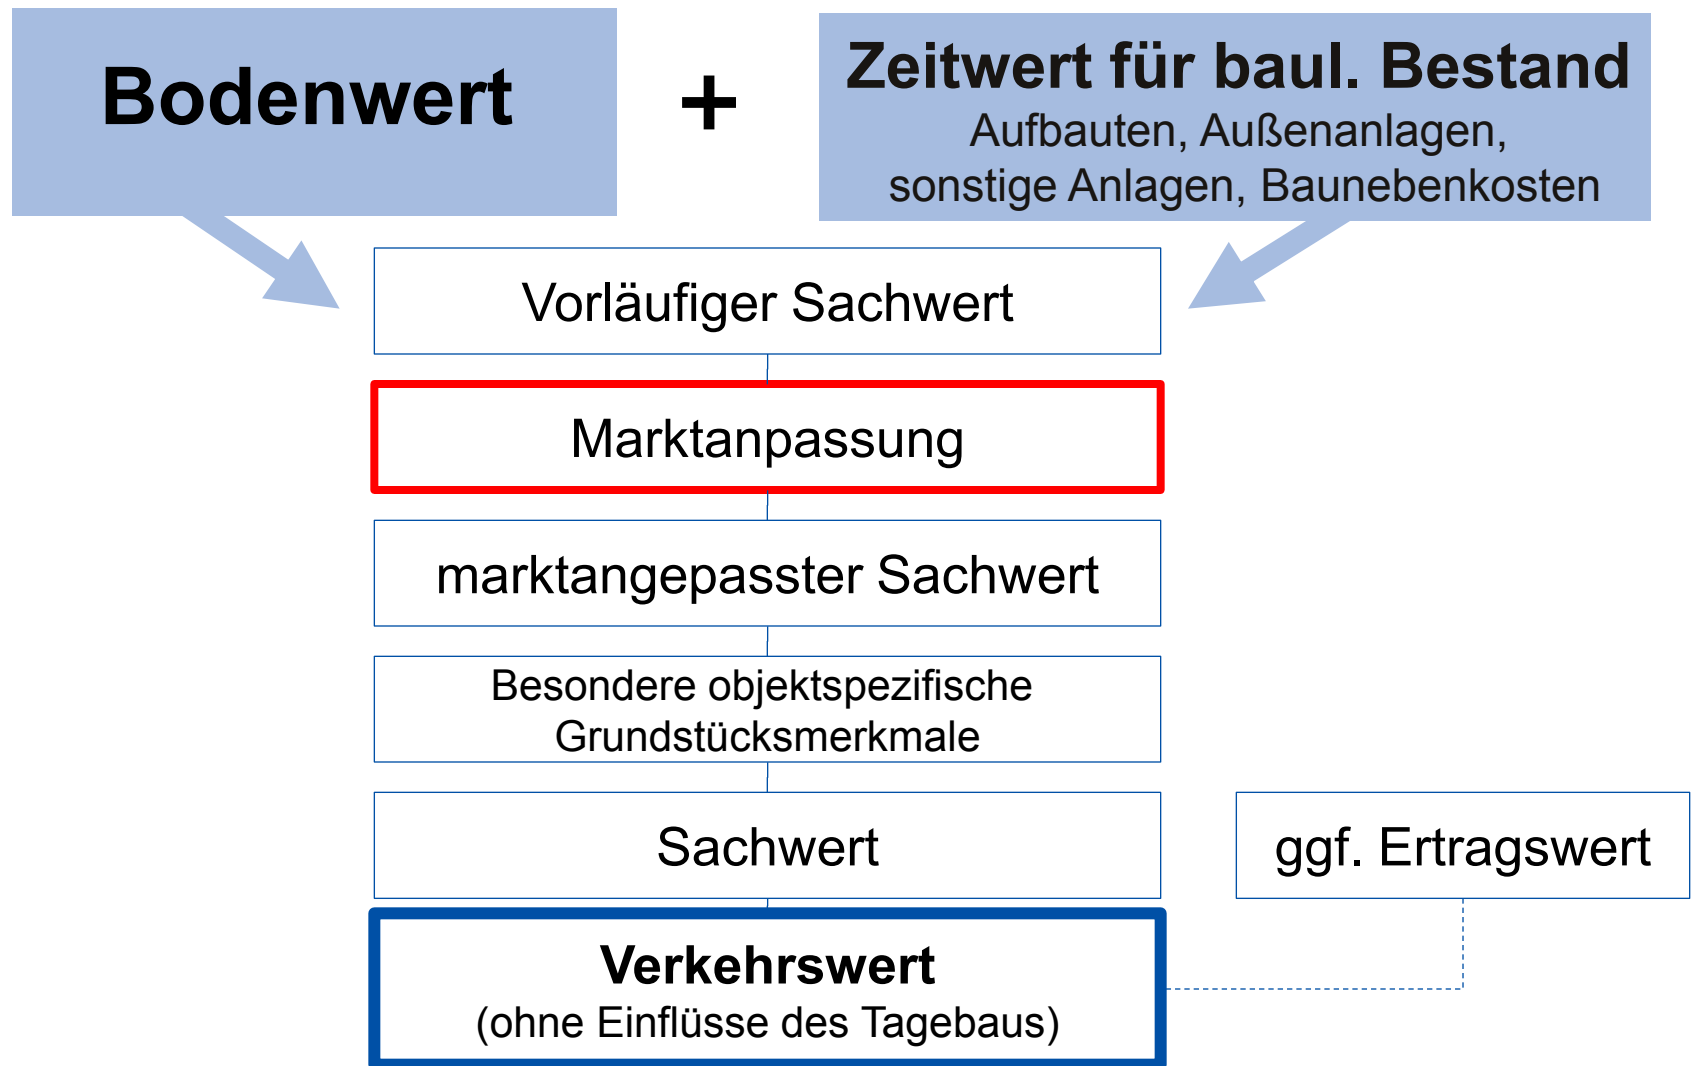 Bodenwert
+
Zeitwert für baul. Bestand
Aufbauten, Außenanlagen,
sonstige Anlagen, Baunebenkosten
Vorläufiger Sachwert
Marktanpassung
marktangepasster Sachwert
Besondere objektspezifische
Grundstücksmerkmale
Sachwert
ggf. Ertragswert
Verkehrswert
(ohne Einflüsse des Tagebaus)